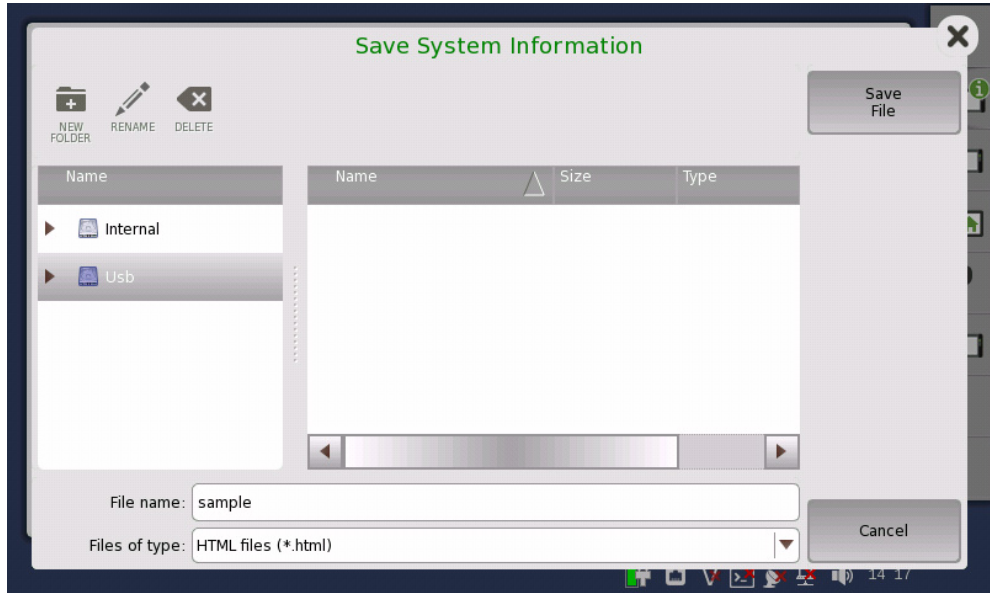 Save System Information
NEW
FOLDER
RENAME
DELETE
Save
File
Name
Name
Size
Type
Internal
Usb
File name:
sample
Files of type:
HTML files (*.html)
Cancel
14 17